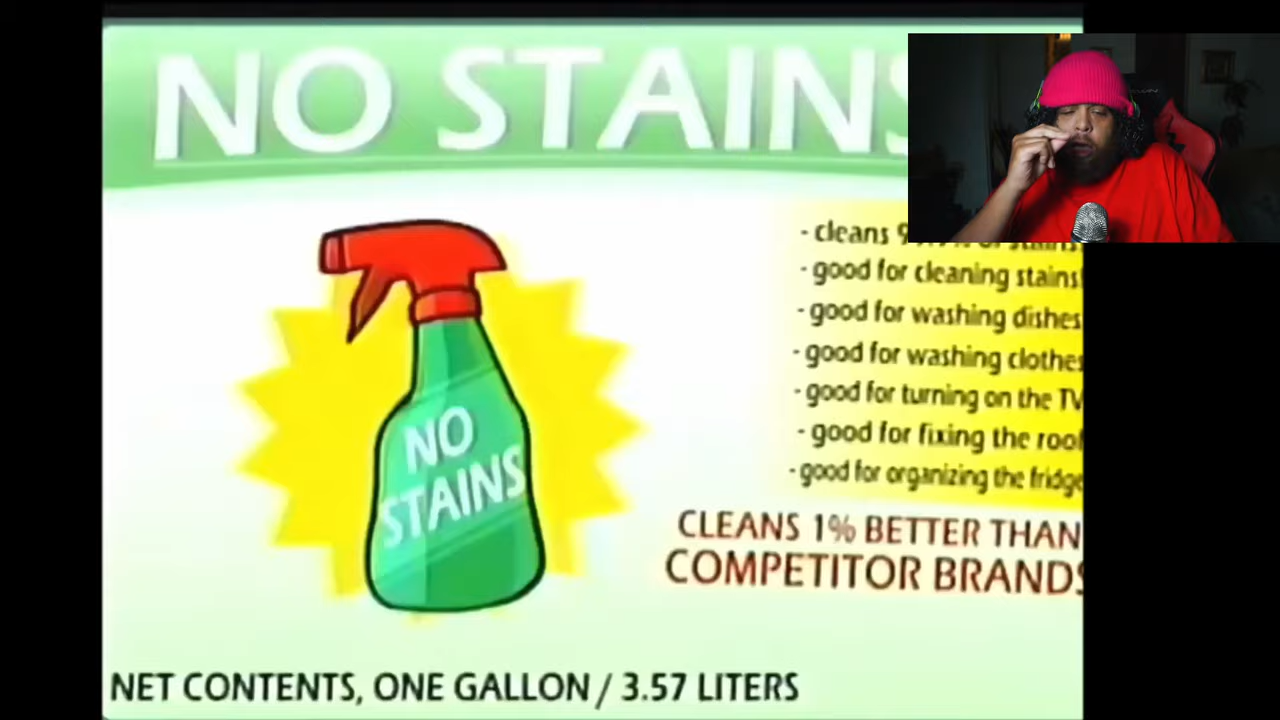 NO STAINS
- cleans
- good for cleaning stains!
- good for washing dishes
- good for washing clothes
- good for turning on the TV
- good for fixing the roof
- good for organizing the fridge
NO
STAINS
CLEANS 1% BETTER THAN
COMPETITOR BRANDS
NET CONTENTS, ONE GALLON / 3.57 LITERS